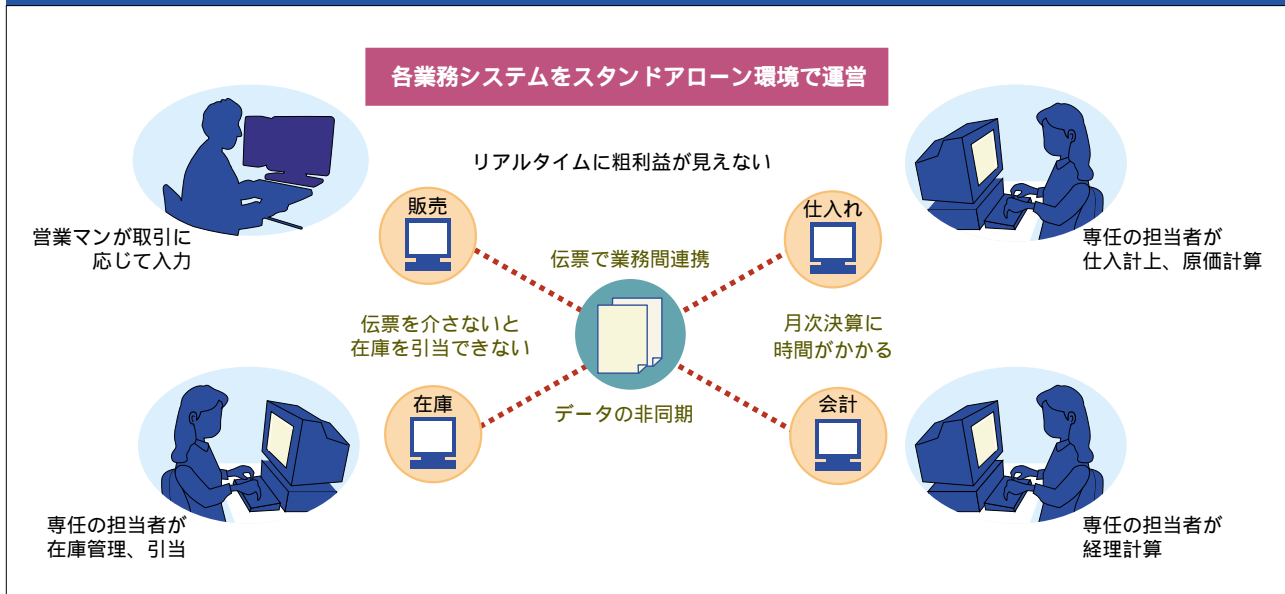 各業務システムをスタンドアローン環境で運営
リアルタイムに粗利益が見えない
販売
仕入れ
営業マンが取引に
応じて入力
専任の担当者が
仕入計上、原価計算
伝票で業務間連携
伝票を介さないと
在庫を引当できない
月次決算に
時間がかかる
在庫
データの非同期
会計
専任の担当者が
在庫管理、引当
専任の担当者が
経理計算